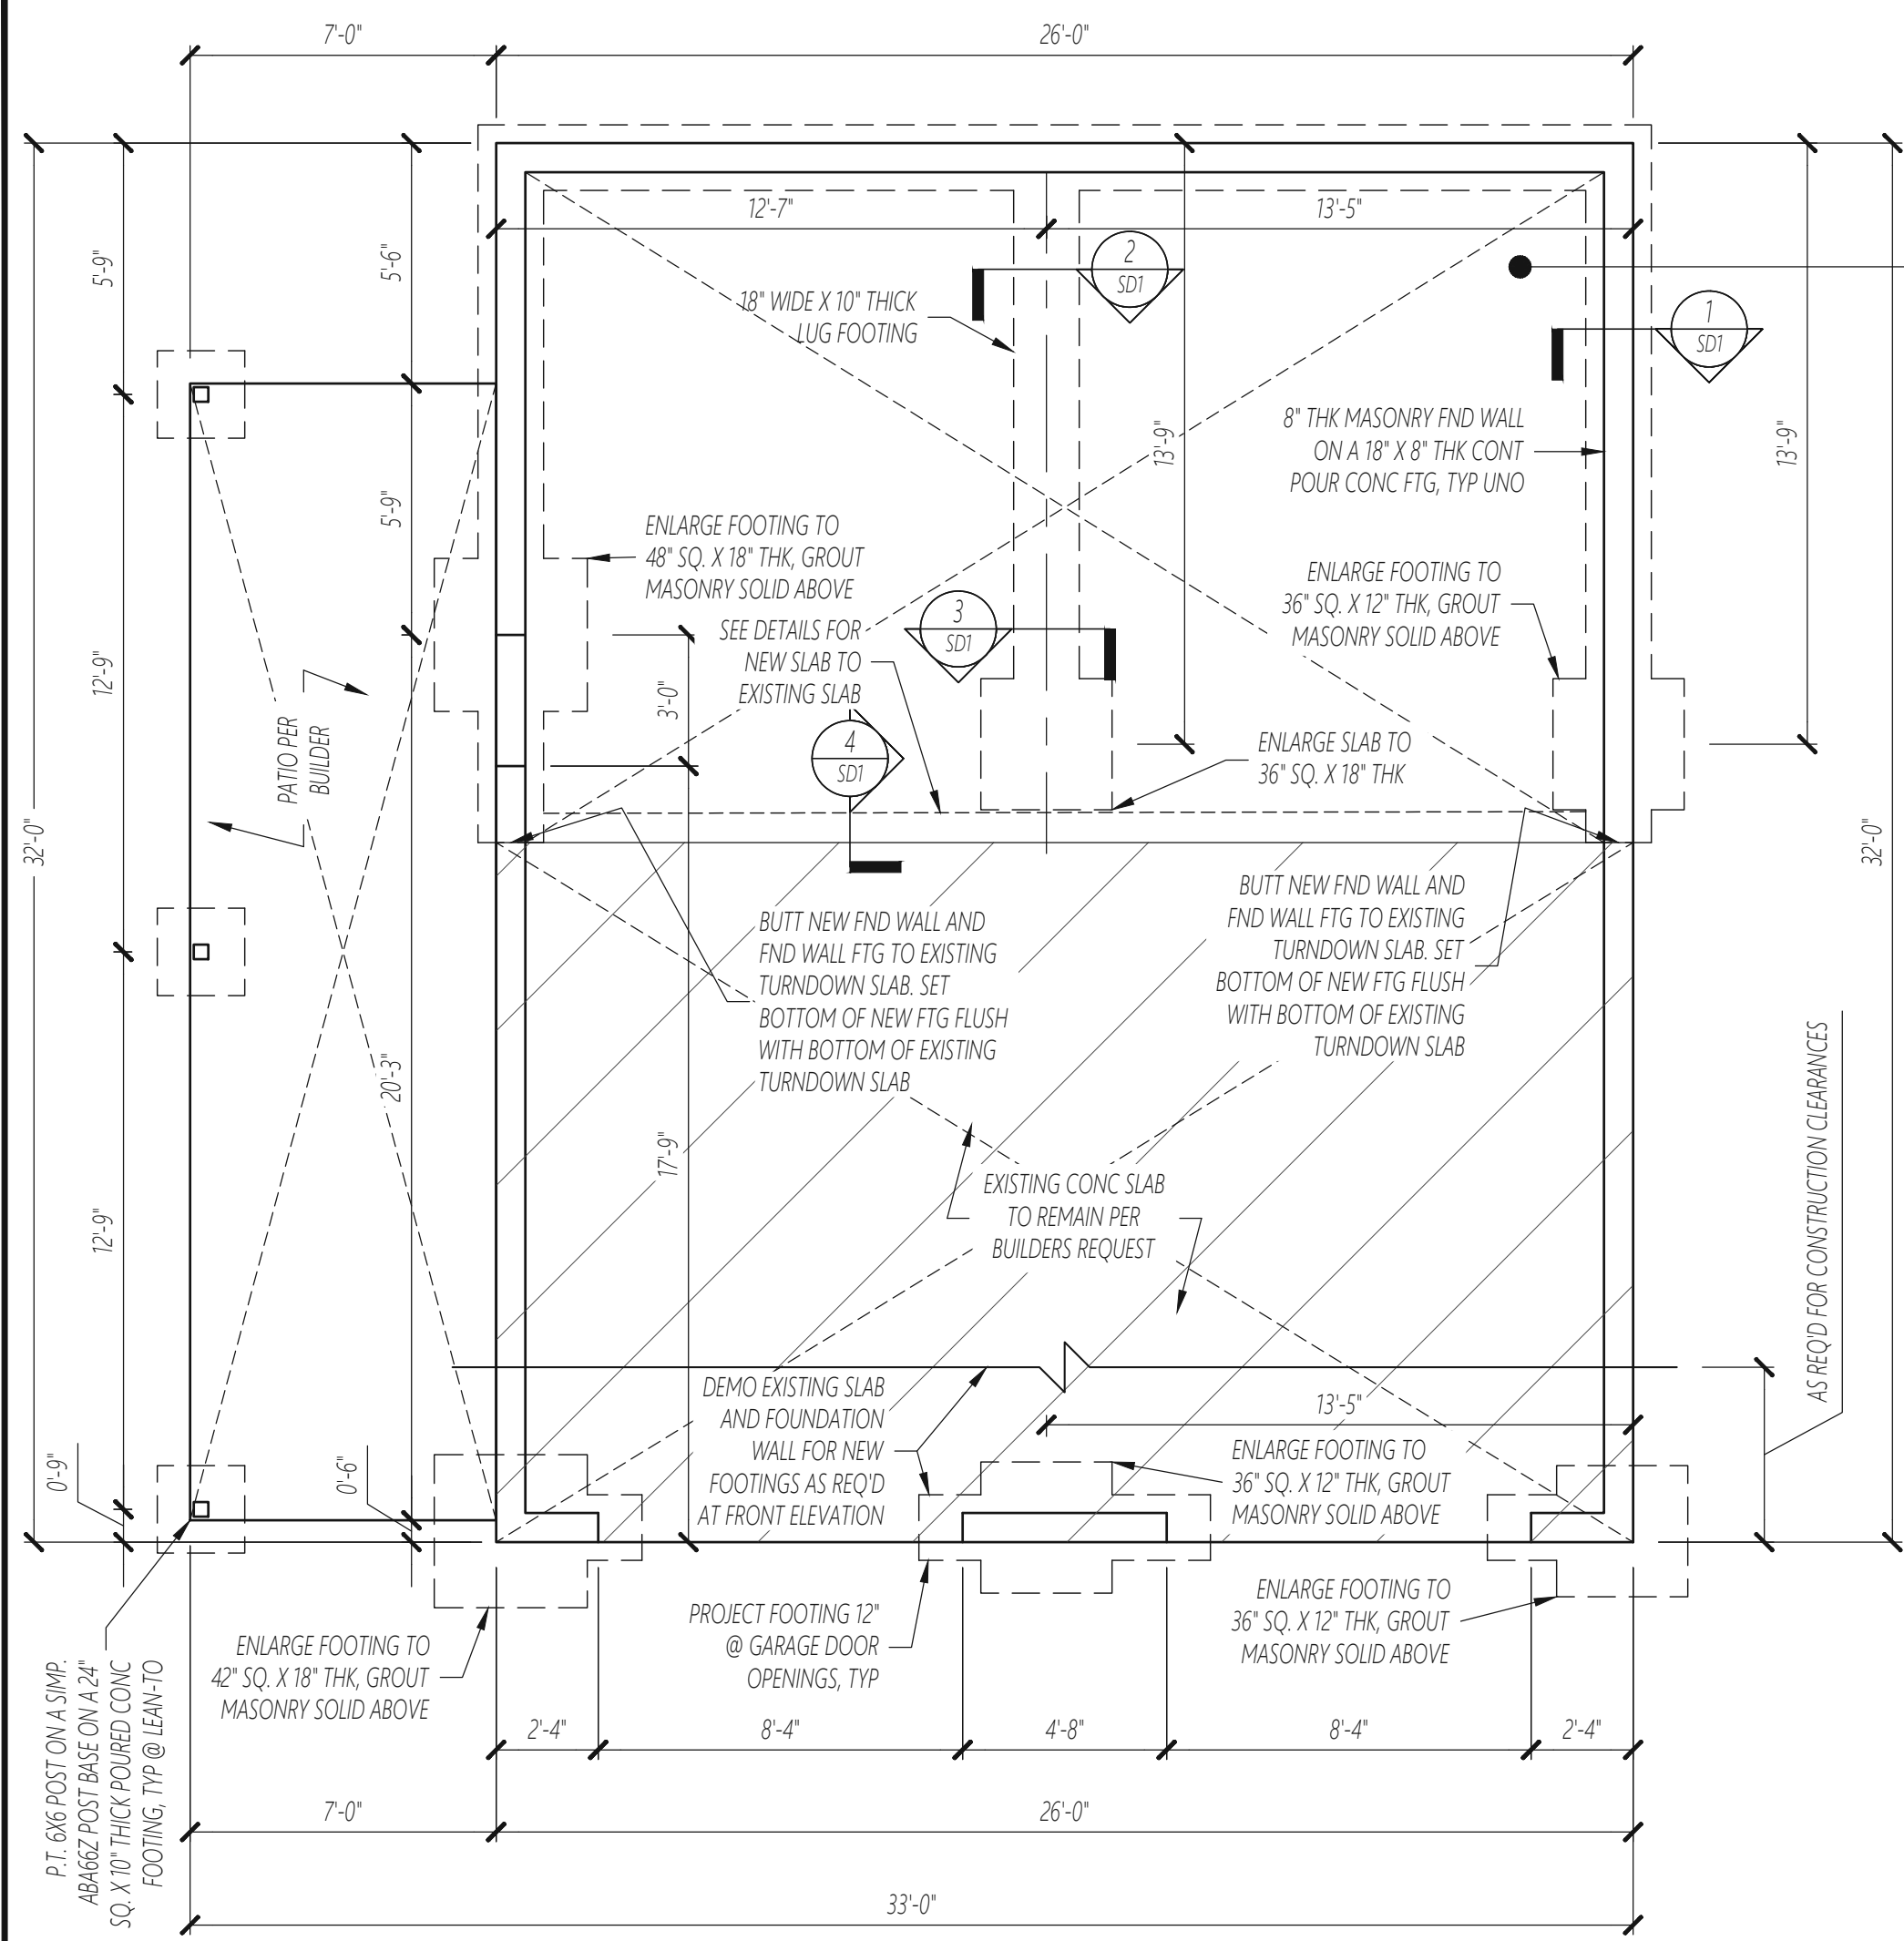 7'-0"
26'-0"
12'-7"
13'-5"
5'-9"
5'-6"
2
SD1
18" WIDE X 10" THICK
LUG FOOTING
1
SD1
8" THK MASONRY FND WALL
ON A 18" X 8" THK CONT
POUR CONC FTG, TYP UNO
13'-9"
13'-9"
5'-9"
ENLARGE FOOTING TO
48" SQ. X 18" THK, GROUT
MASONRY SOLID ABOVE
ENLARGE FOOTING TO
36" SQ. X 12" THK, GROUT
MASONRY SOLID ABOVE
3
SD1
SEE DETAILS FOR
NEW SLAB TO
EXISTING SLAB
12'-9"
3'-0"
PATIO PER
BUILDER
4
SD1
ENLARGE SLAB TO
36" SQ. X 18" THK
32'-0"
32'-0"
BUTT NEW FND WALL AND
FND WALL FTG TO EXISTING
TURNDOWN SLAB. SET
BOTTOM OF NEW FTG FLUSH
WITH BOTTOM OF EXISTING
TURNDOWN SLAB
BUTT NEW FND WALL AND
FND WALL FTG TO EXISTING
TURNDOWN SLAB. SET
BOTTOM OF NEW FTG FLUSH
WITH BOTTOM OF EXISTING
TURNDOWN SLAB
20'-3"
17'-9"
12'-9"
EXISTING CONC SLAB
TO REMAIN PER
BUILDERS REQUEST
AS REQ'D FOR CONSTRUCTION CLEARANCES
DEMO EXISTING SLAB
AND FOUNDATION
WALL FOR NEW
FOOTINGS AS REQ'D
AT FRONT ELEVATION
13'-5"
ENLARGE FOOTING TO
36" SQ. X 12" THK, GROUT
MASONRY SOLID ABOVE
0'-9"
0'-6"
PROJECT FOOTING 12"
@ GARAGE DOOR
OPENINGS, TYP
ENLARGE FOOTING TO
36" SQ. X 12" THK, GROUT
MASONRY SOLID ABOVE
ENLARGE FOOTING TO
42" SQ. X 18" THK, GROUT
MASONRY SOLID ABOVE
P.T. 6X6 POST ON A SIMP.
ABA66Z POST BASE ON A 24"
SQ. X 10" THICK POURED CONC
FOOTING, TYP @ LEAN-TO
2'-4"
8'-4"
4'-8"
8'-4"
2'-4"
7'-0"
26'-0"
33'-0"